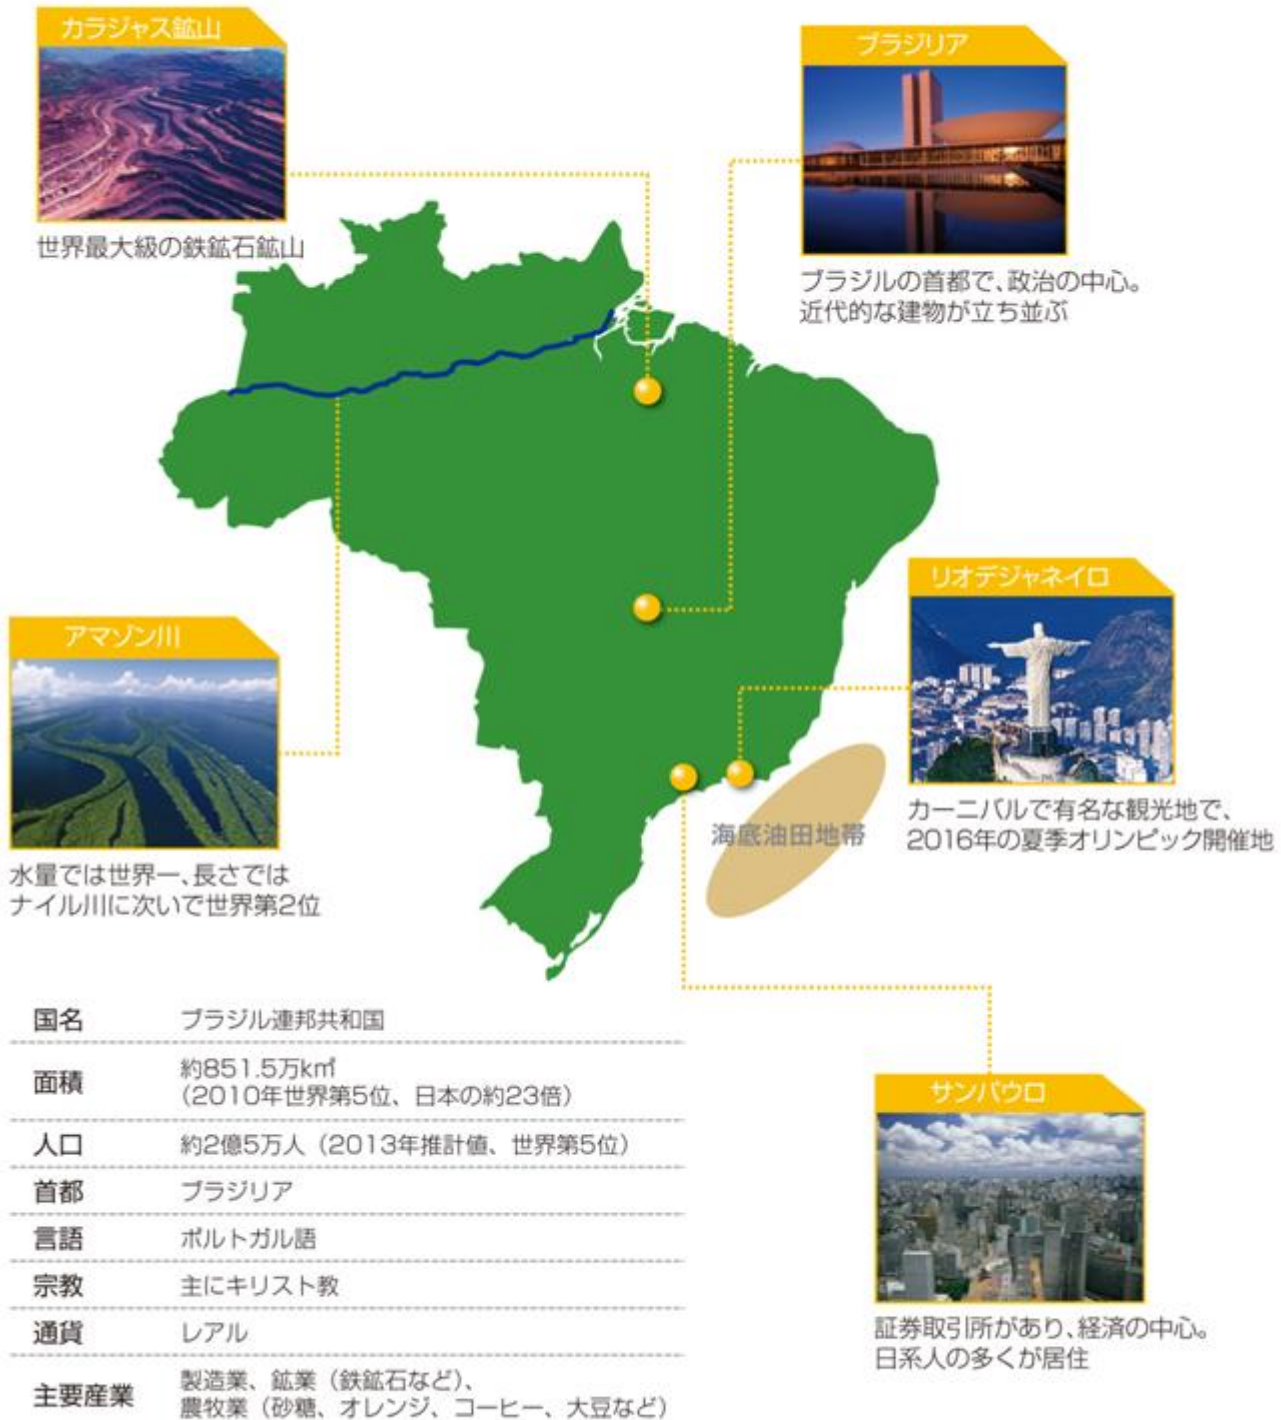 カラジャス鉱山
世界最大級の鉄鉱石鉱山
ブラジリア
ブラジルの首都で、政治の中心。
近代的な建物が立ち並ぶ
アマゾン川
水量では世界一、長さでは
ナイル川に次いで世界第2位
リオデジャネイロ
カーニバルで有名な観光地で、
2016年の夏季オリンピック開催地
海底油田地帯
サンパウロ
証券取引所があり、経済の中心。
日系人の多くが居住
国名 ブラジル連邦共和国
面積 約851.5万km²
（2010年世界第5位、日本の約23倍）
人口 約2億5万人（2013年推計値、世界第5位）
首都 ブラジリア
言語 ポルトガル語
宗教 主にキリスト教
通貨 レアル
主要産業 製造業、鉱業（鉄鉱石など）、
農牧業（砂糖、オレンジ、コーヒー、大豆など）